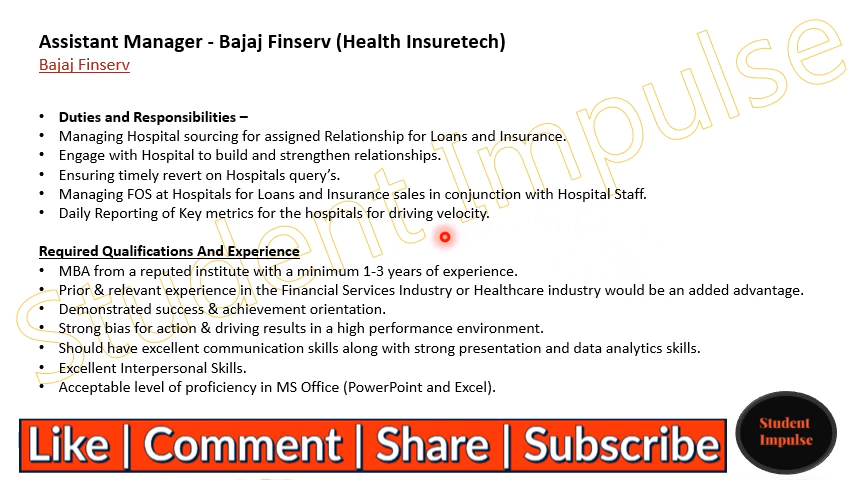 Assistant Manager - Bajaj Finserv (Health Insuretech)
Bajaj Finserv
• Duties and Responsibilities –
• Managing Hospital sourcing for assigned Relationship for Loans and Insurance.
• Engage with Hospital to build and strengthen relationships.
• Ensuring timely revert on Hospitals query’s.
• Managing FOS at Hospitals for Loans and Insurance sales in conjunction with Hospital Staff.
• Daily Reporting of Key metrics for the hospitals for driving velocity.
Required Qualifications And Experience
• MBA from a reputed institute with a minimum 1-3 years of experience.
• Prior & relevant experience in the Financial Services Industry or Healthcare industry would be an added advantage.
• Demonstrated success & achievement orientation.
• Strong bias for action & driving results in a high performance environment.
• Should have excellent communication skills along with strong presentation and data analytics skills.
• Excellent Interpersonal Skills.
• Acceptable level of proficiency in MS Office (PowerPoint and Excel).
Student Impulse
Like | Comment | Share | Subscribe
Student
Impulse